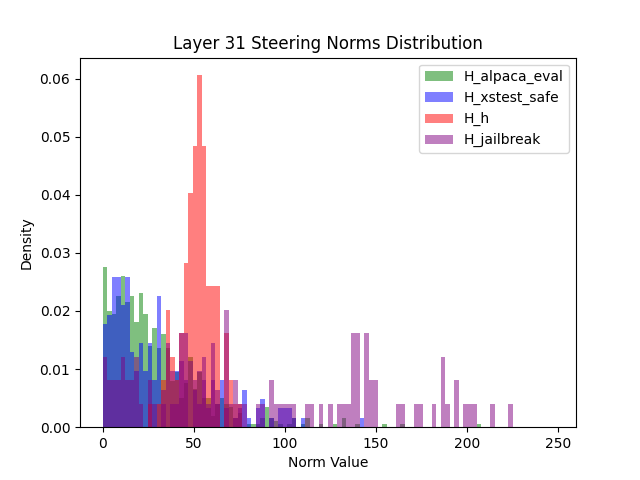 Layer 31 Steering Norms Distribution
H_alpaca_eval
H_xstest_safe
H_h
H_jailbreak
Density
0.06
0.05
0.04
0.03
0.02
0.01
0.00
0
50
100
150
200
250
Norm Value